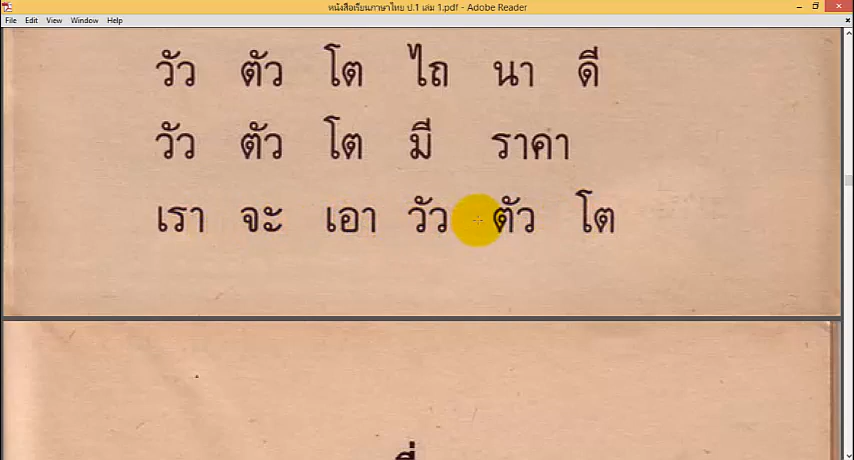 หนังสือเรียนภาษาไทย ป.1 เล่ม 1.pdf - Adobe Reader
File Edit View Window Help
วัว ตัว โต ไถ นา ดี
วัว ตัว โต มี ราคา
เรา จะ เอา วัว ตัว โต